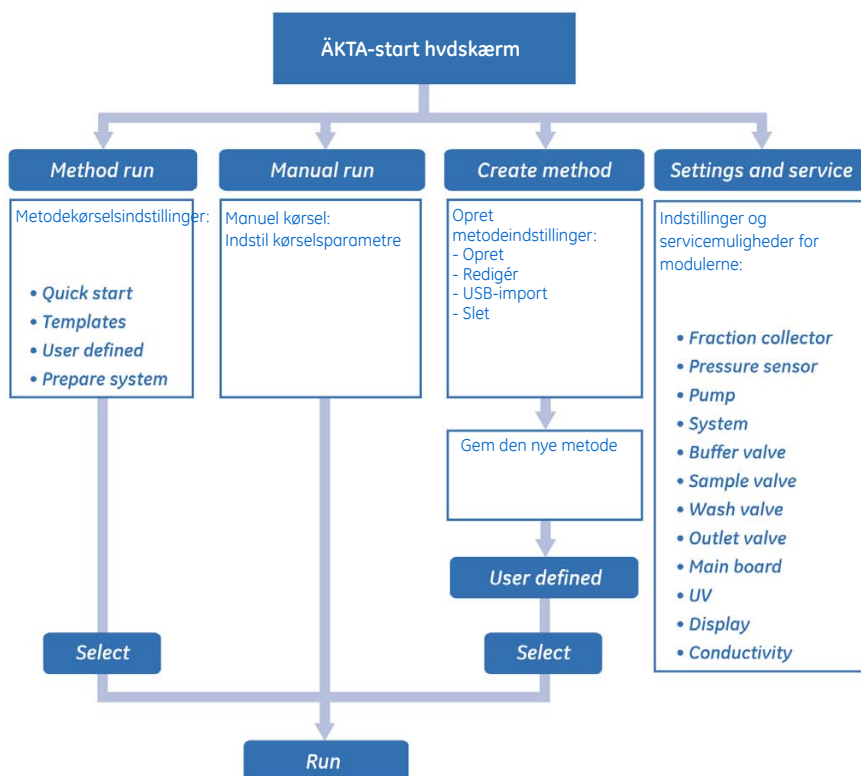 ÄKTA-start hvdskærm
Method run
Manual run
Create method
Settings and service
Metodekørselsindstillinger:
• Quick start
• Templates
• User defined
• Prepare system
Manuel kørsel:
Indstil kørselsparametre
Opret
metodeindstillinger:
- Opret
- Redigér
- USB-import
- Slet
Indstillinger og
servicemuligheder for
modulerne:
• Fraction collector
• Pressure sensor
• Pump
• System
• Buffer valve
• Sample valve
• Wash valve
• Outlet valve
• Main board
• UV
• Display
• Conductivity
Gem den nye metode
User defined
Select
Select
Run